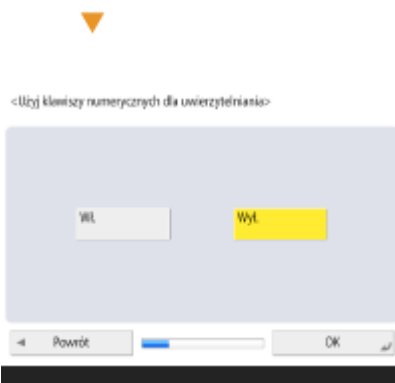 <Użyj klawiszy numerycznych dla uwierzytelniania>
Wł.
Wył.
Powrót
OK